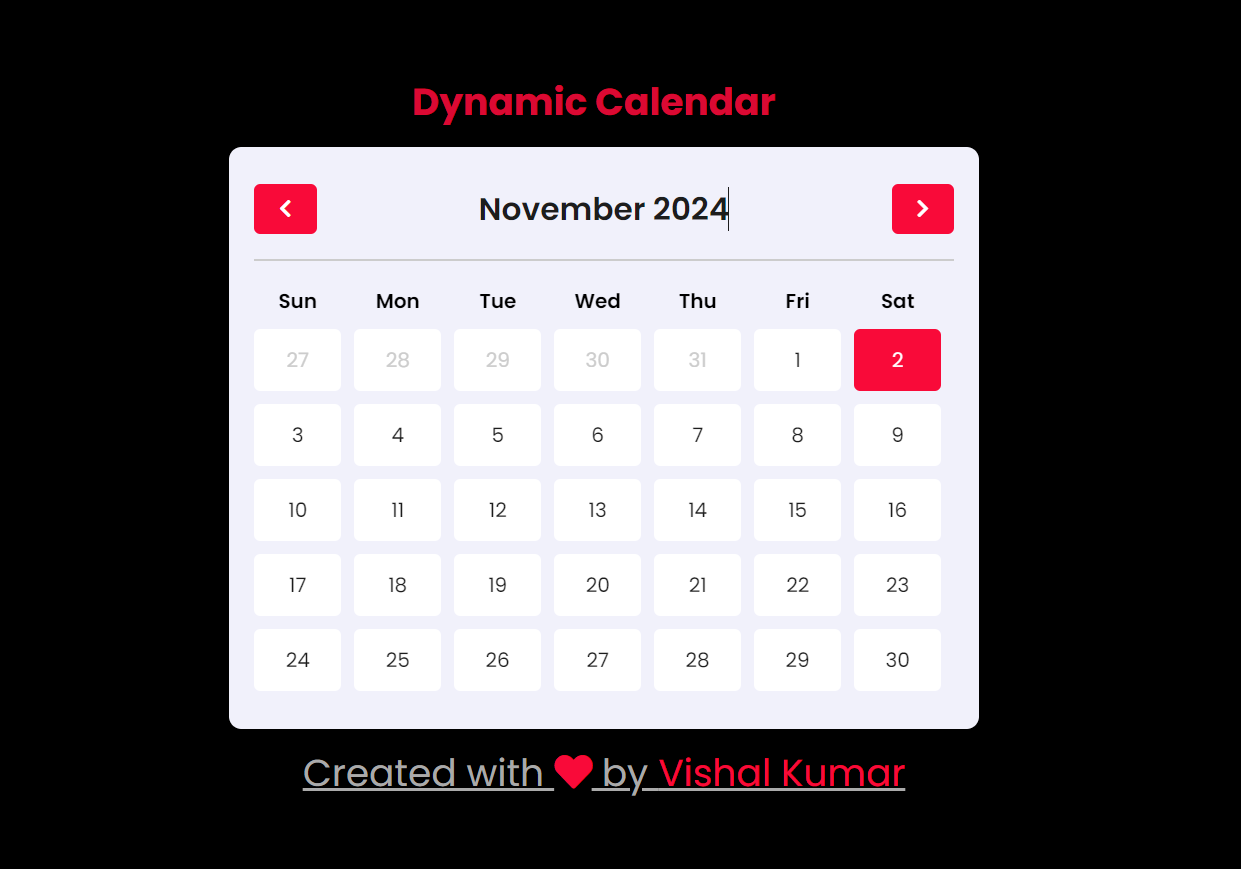 Dynamic Calendar
November 2024
Sun Mon Tue Wed Thu Fri Sat
27 28 29 30 31 1 2
3 4 5 6 7 8 9
10 11 12 13 14 15 16
17 18 19 20 21 22 23
24 25 26 27 28 29 30
Created with ❤ by Vishal Kumar